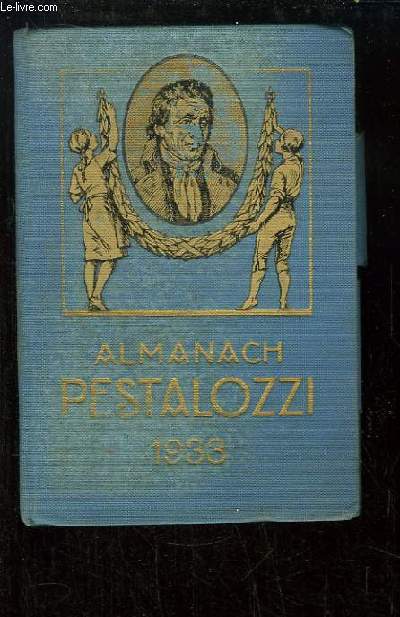 Le-livre.com
ALMANACH
PESTALOZZI
1933